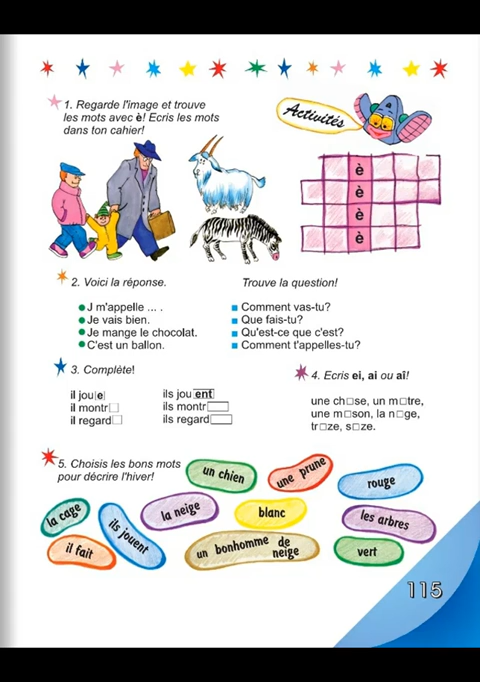 1. Regarde l'image et trouve
les mots avec è! Ecris les mots
dans ton cahier!
Activités
è
è
è
è
2. Voici la réponse.
Trouve la question!
J m'appelle ... .
Je vais bien.
Je mange le chocolat.
C'est un ballon.
Comment vas-tu?
Que fais-tu?
Qu'est-ce que c'est?
Comment t'appelles-tu?
3. Complète!
il jou e
ils jou ent
il montr□
ils montr□
il regard□
ils regard□
4. Ecris ei, ai ou aî!
une ch□se, un m□tre,
une m□son, la n□ge,
tr□ze, s□ze.
5. Choisis les bons mots
pour décrire l'hiver!
un chien
une prune
rouge
la cage
ils jouent
la neige
blanc
les arbres
il fait
un bonhomme de
neige
vert
115